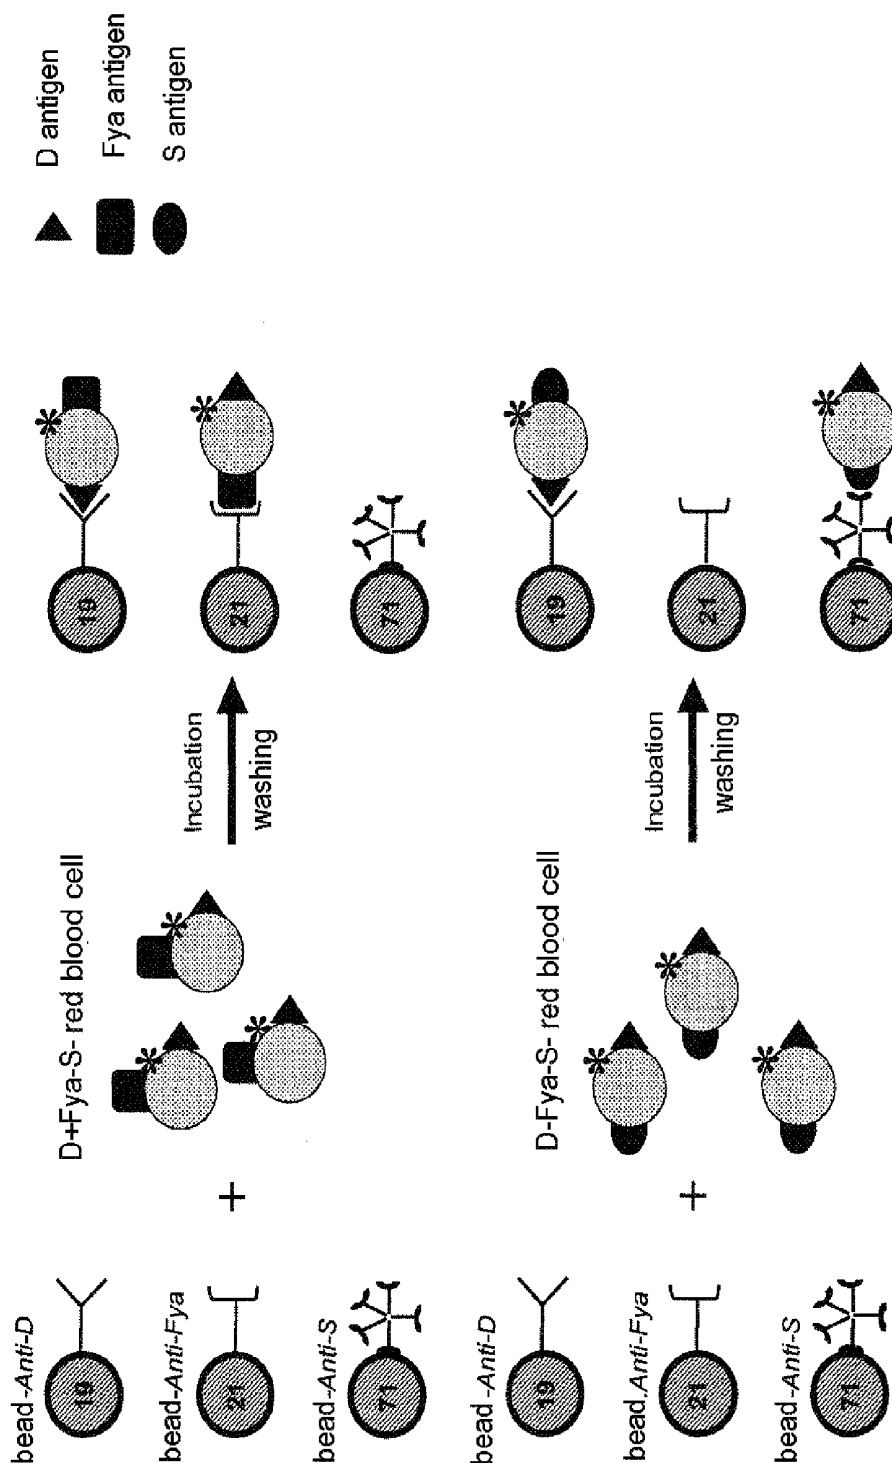 D antigen
Fya antigen
S antigen
bead-Anti-D
19
bead-Anti-Fya
21
bead-Anti-S
71
+
D+Fya-S- red blood cell
*
*
*
Incubation
washing
19
*
21
*
71
bead-Anti-D
19
bead.Anti-Fya
21
bead-Anti-S
71
+
D-Fya-S- red blood cell
*
*
*
Incubation
washing
19
*
21
71
*